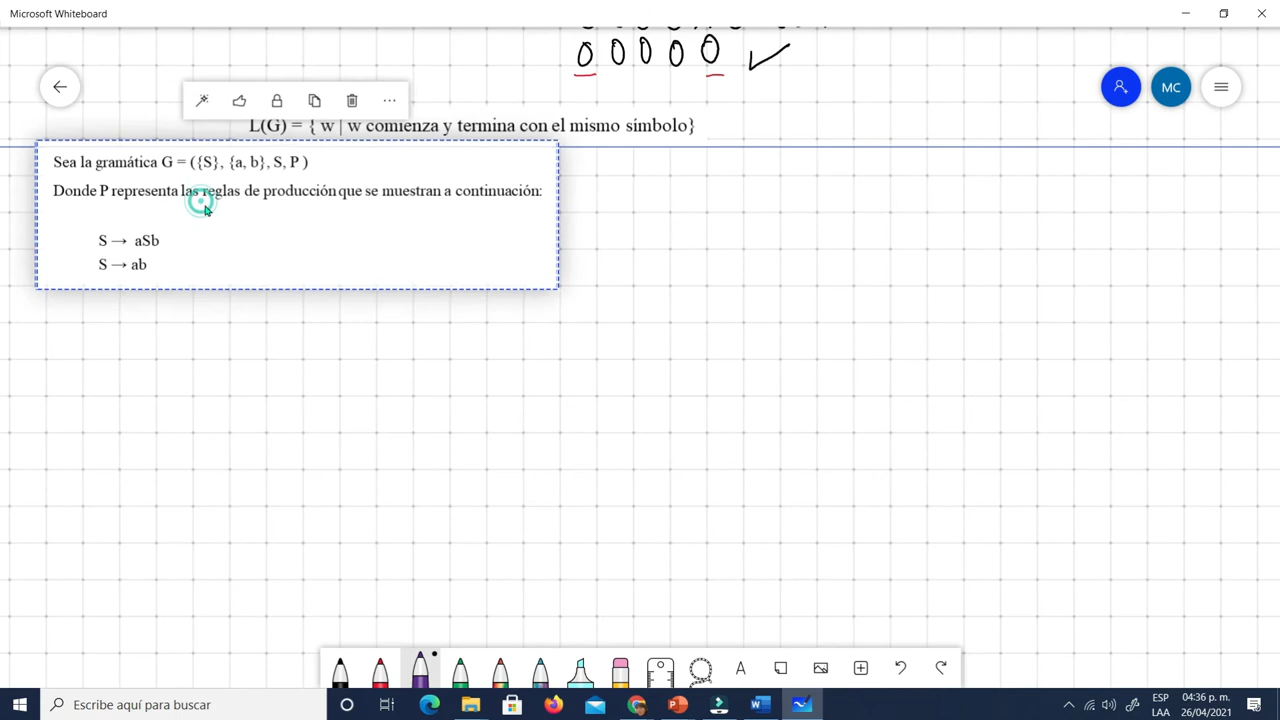 Microsoft Whiteboard
0 0 0 0 0 ✓
MC
L(G) = { w | w comienza y termina con el mismo símbolo}
Sea la gramática G = ({S}, {a, b}, S, P )
Donde P representa las reglas de producción que se muestran a continuación:
S → aSb
S → ab
Escribe aquí para buscar
ESP
LAA
04:36 p. m.
26/04/2021